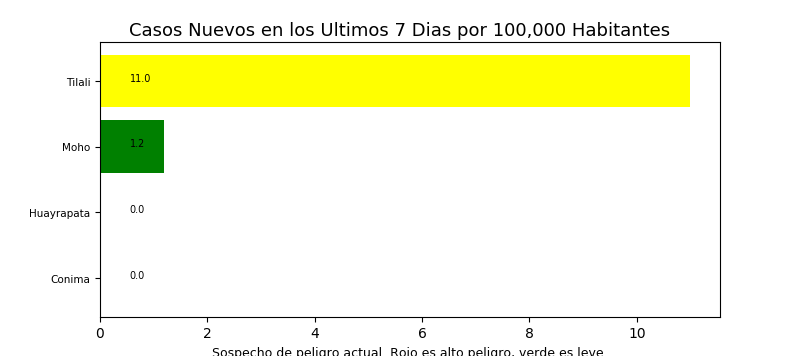 Casos Nuevos en los Ultimos 7 Dias por 100,000 Habitantes
Tilali 11.0
Moho 1.2
Huayrapata 0.0
Conima 0.0
0 2 4 6 8 10
Sospecho de peligro actual. Rojo es alto peligro, verde es leve